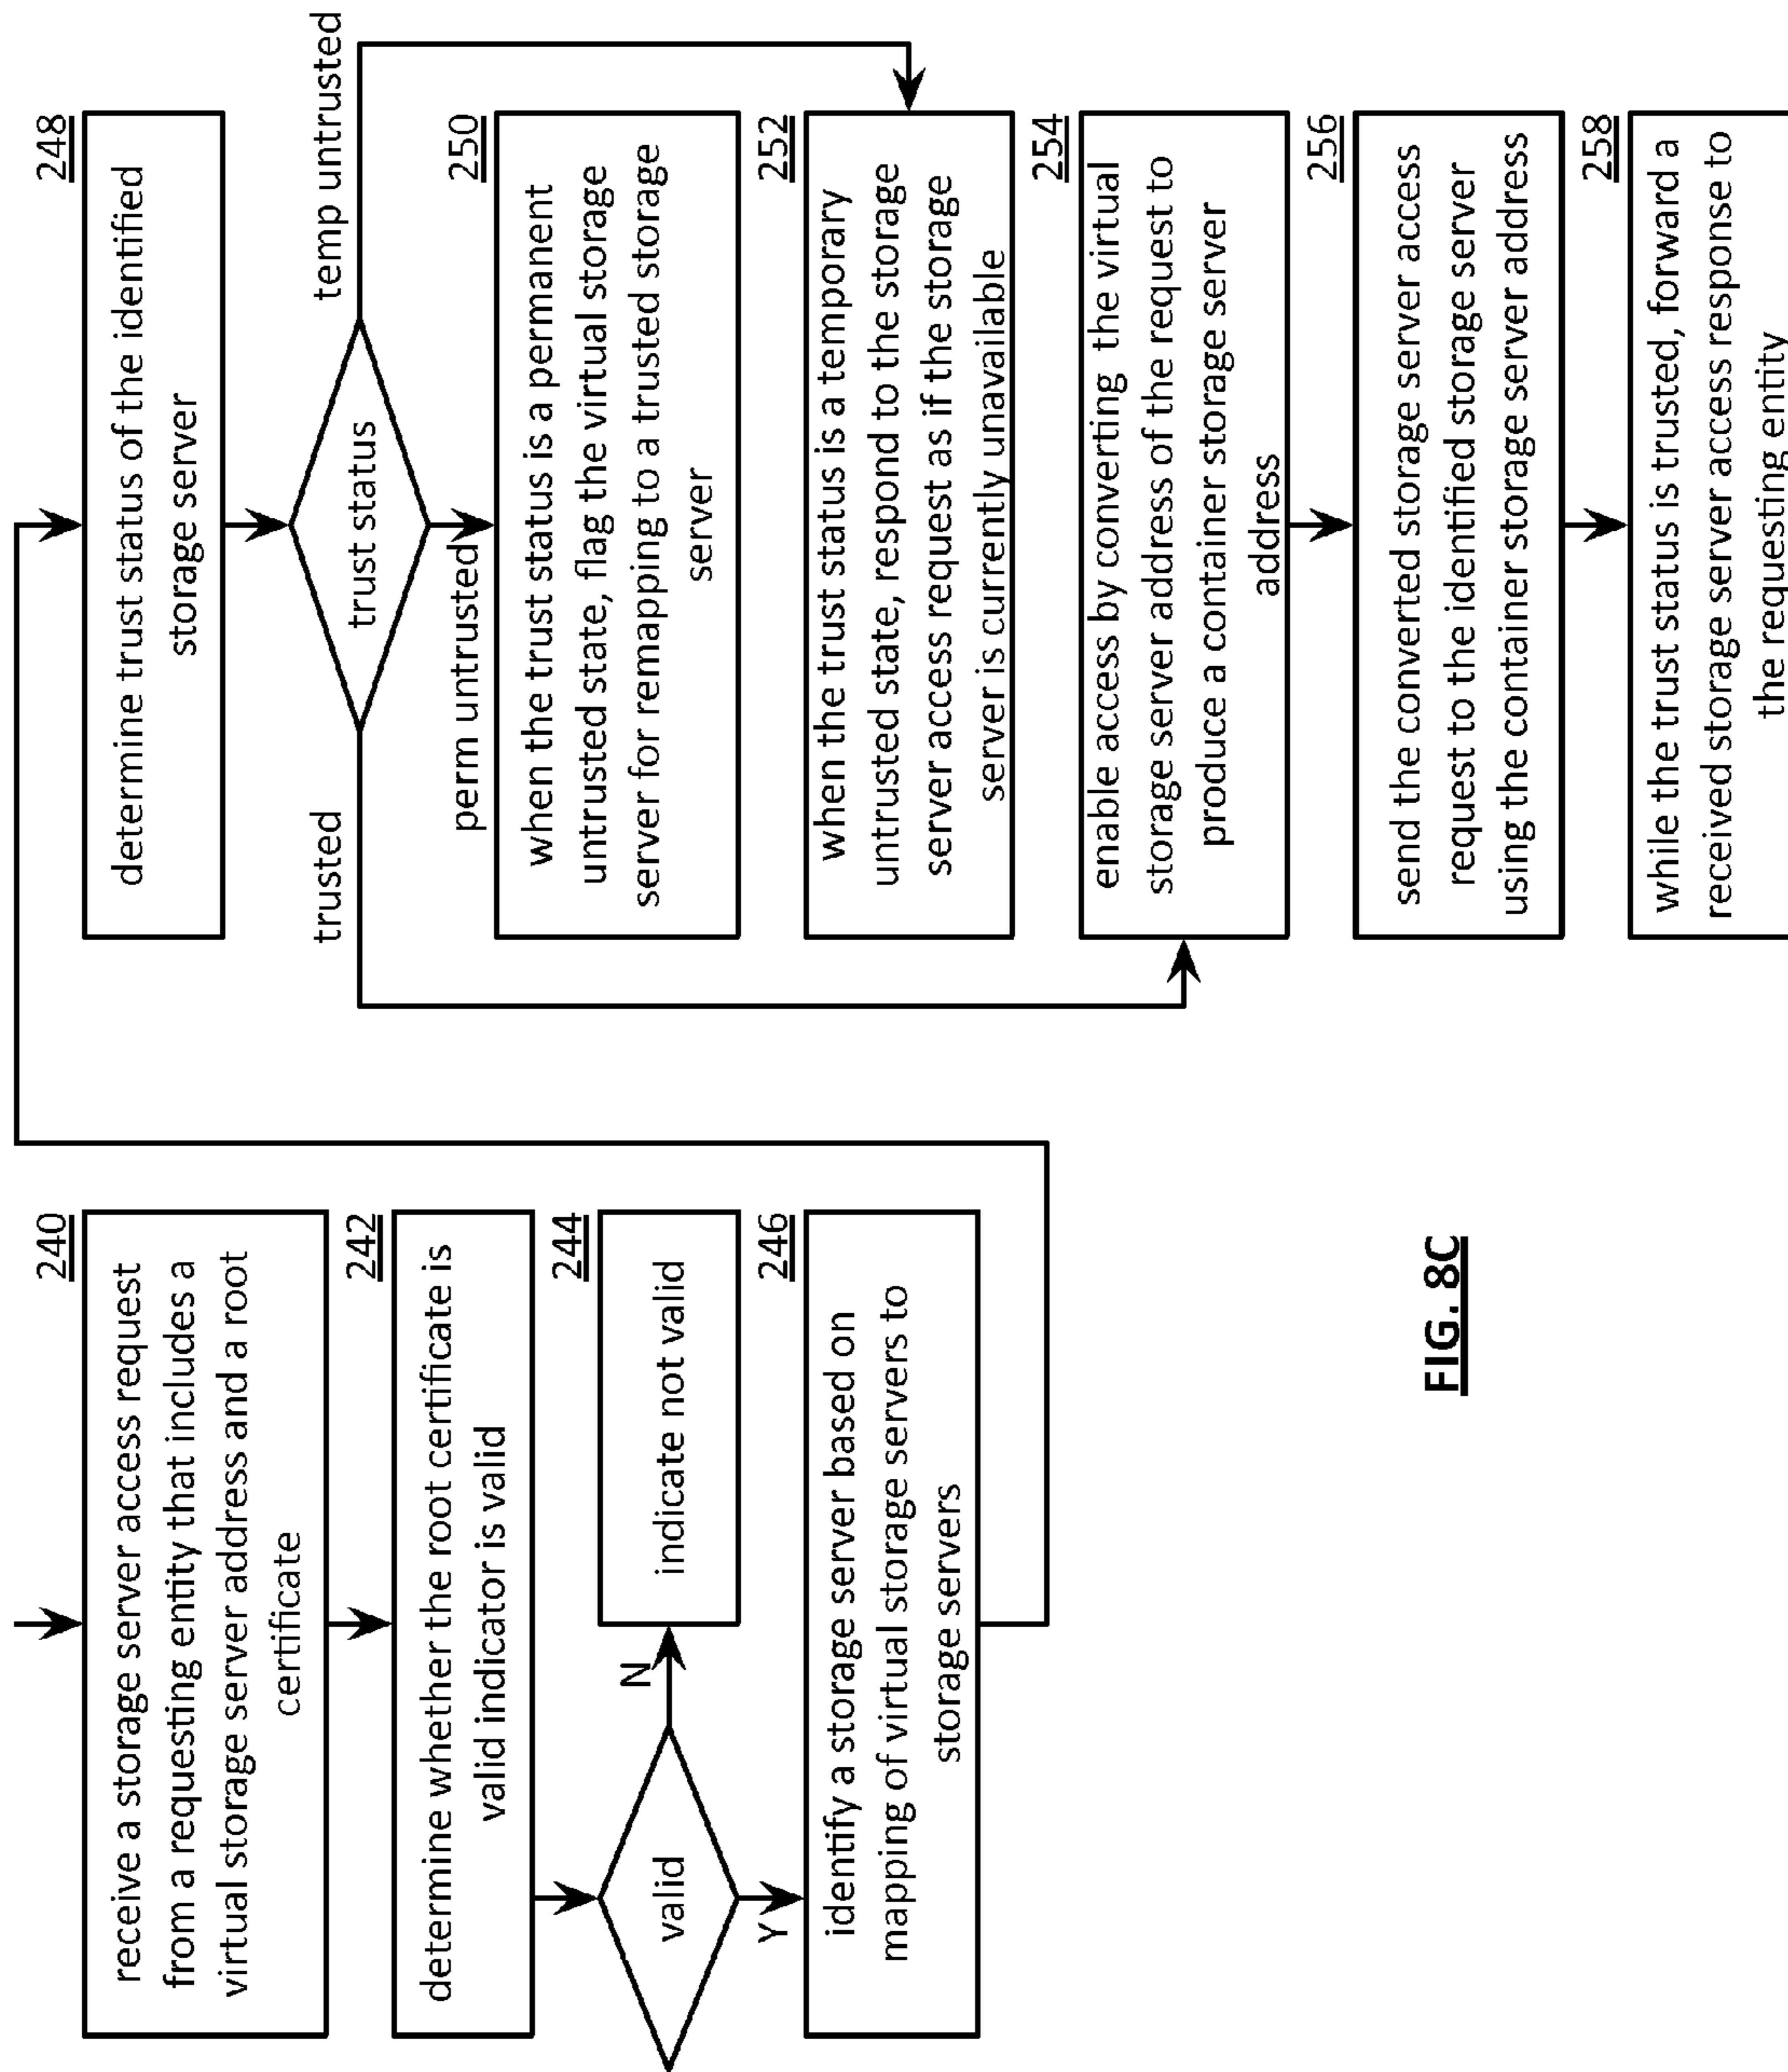 240
receive a storage server access request
from a requesting entity that includes a
virtual storage server address and a root
certificate
242
determine whether the root certificate is
valid indicator is valid
valid
N
244
indicate not valid
Y
246
identify a storage server based on
mapping of virtual storage servers to
storage servers
248
determine trust status of the identified
storage server
trust status
trusted
perm untrusted
temp untrusted
250
when the trust status is a permanent
untrusted state, flag the virtual storage
server for remapping to a trusted storage
server
252
when the trust status is a temporary
untrusted state, respond to the storage
server access request as if the storage
server is currently unavailable
254
enable access by converting the virtual
storage server address of the request to
produce a container storage server
address
256
send the converted storage server access
request to the identified storage server
using the container storage server address
258
while the trust status is trusted, forward a
received storage server access response to
the requesting entity
FIG. 8C